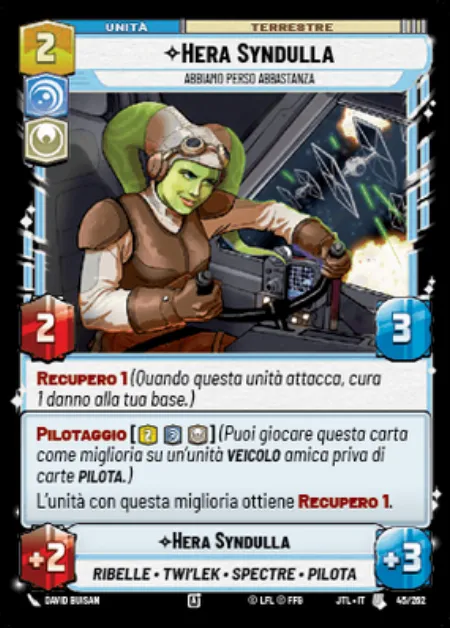 UNITÀ
TERRESTRE
2
HERA SYNDULLA
ABBIAMO PERSO ABBASTANZA
2
3
RECUPERO 1 (Quando questa unità attacca, cura
1 danno alla tua base.)
PILOTAGGIO [2] (Puoi giocare questa carta
come miglioria su un'unità VEICOLO amica priva di
carte PILOTA.)
L'unità con questa miglioria ottiene RECUPERO 1.
HERA SYNDULLA
+2
+3
RIBELLE • TWI'LEK • SPECTRE • PILOTA
DAVID BUISAN
A
© LFL © FFG
JTL • IT
45/262